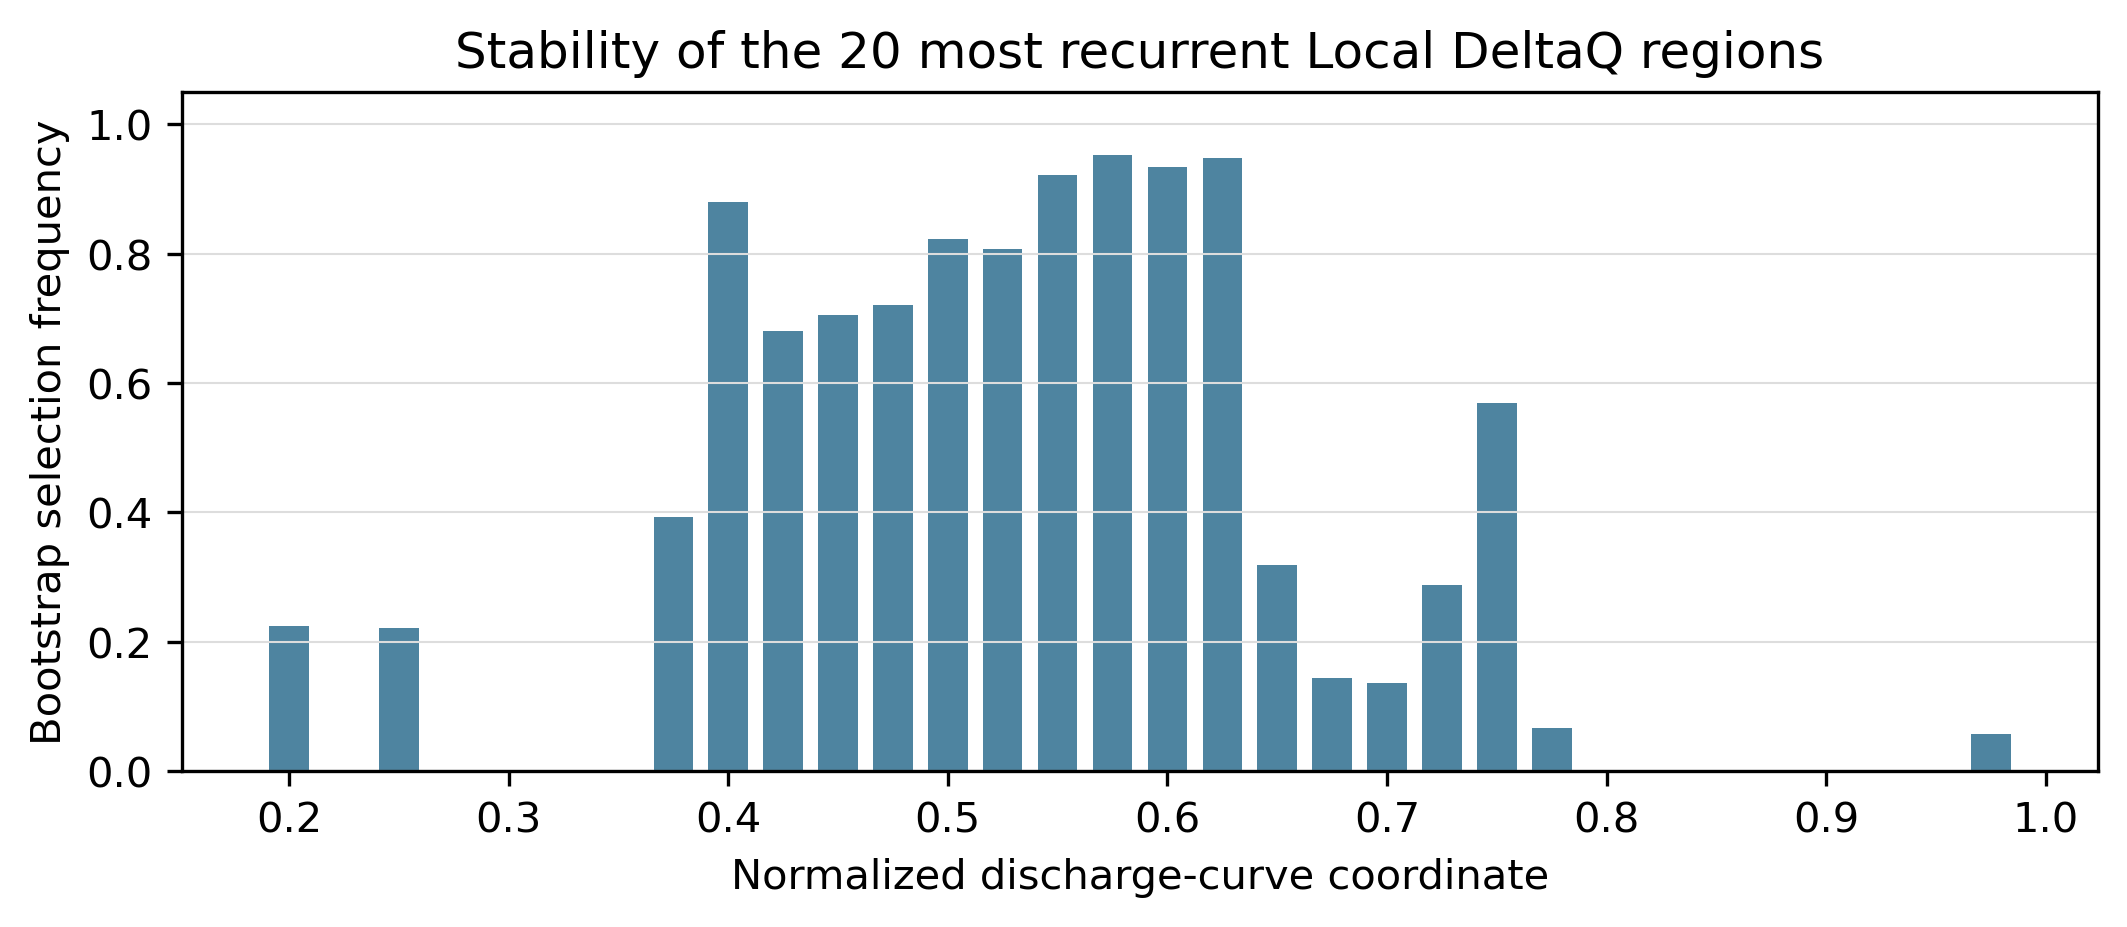 Stability of the 20 most recurrent Local DeltaQ regions
Bootstrap selection frequency
1.0
0.8
0.6
0.4
0.2
0.0
0.2 0.3 0.4 0.5 0.6 0.7 0.8 0.9 1.0
Normalized discharge-curve coordinate